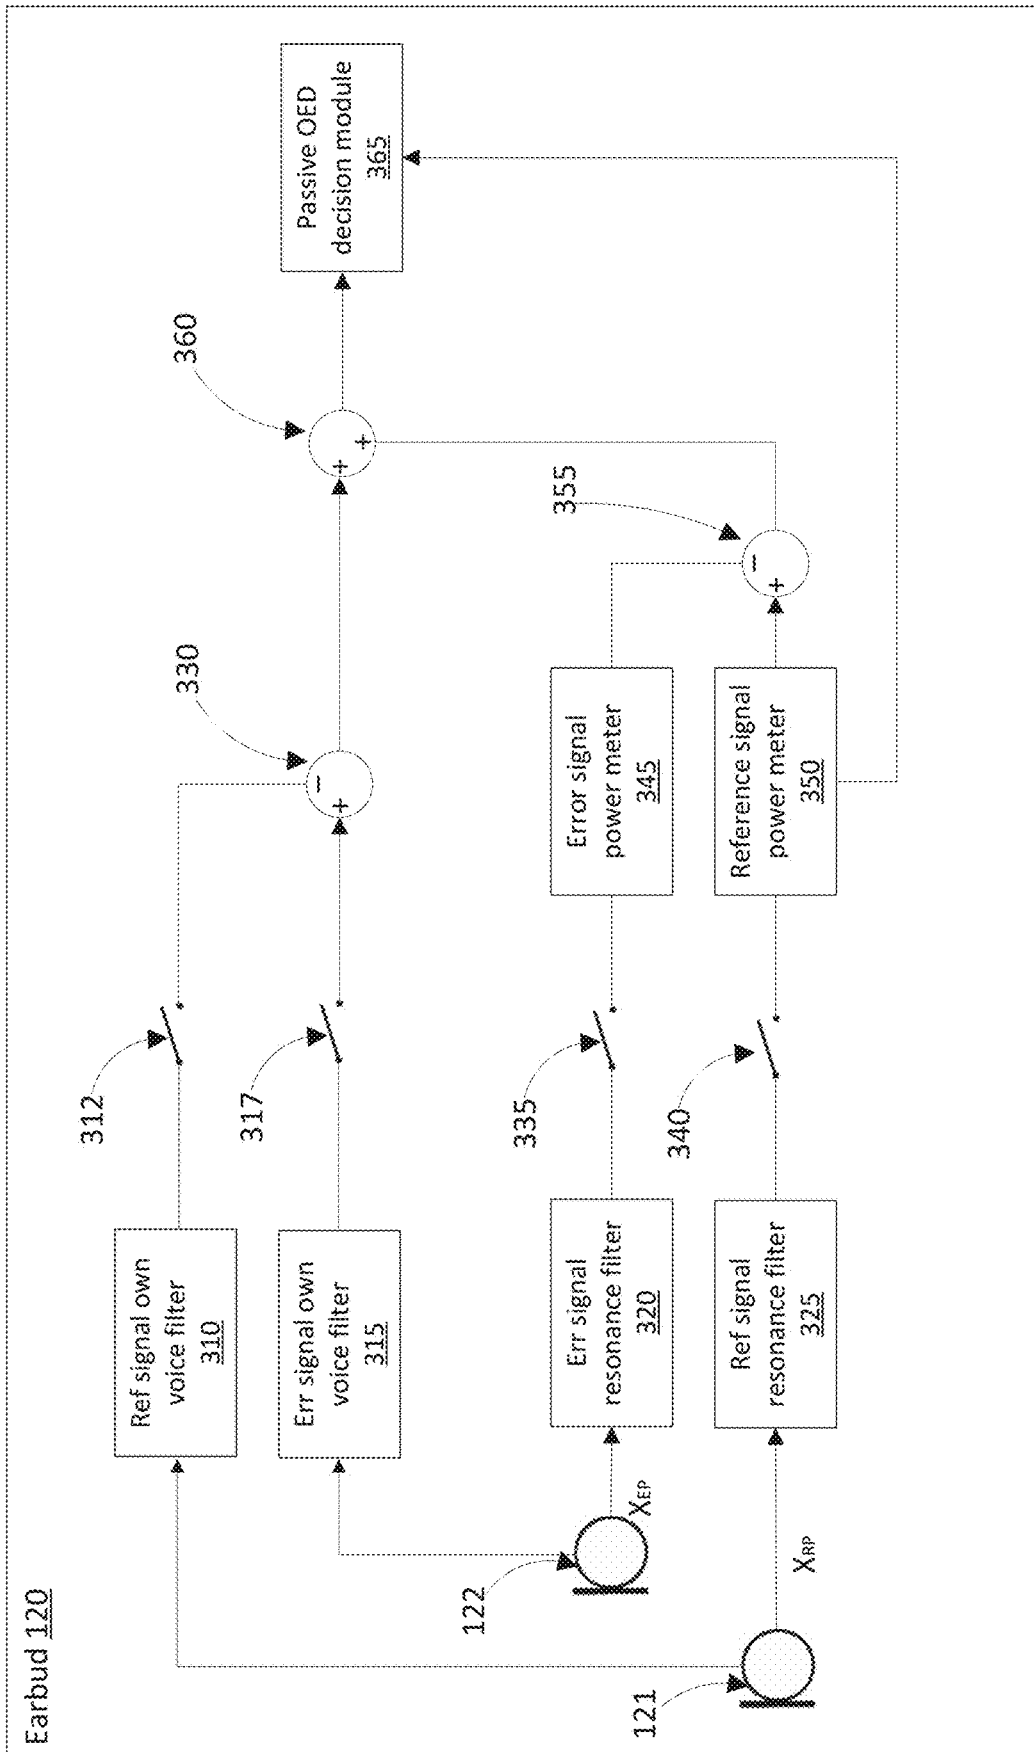 Earbud 120
121
122
X_RP
X_EP
Ref signal own
voice filter
310
Err signal own
voice filter
315
Err signal
resonance filter
320
Ref signal
resonance filter
325
312
317
335
340
Error signal
power meter
345
Reference signal
power meter
350
330
−
+
355
−
+
360
+
+
Passive OED
decision module
365